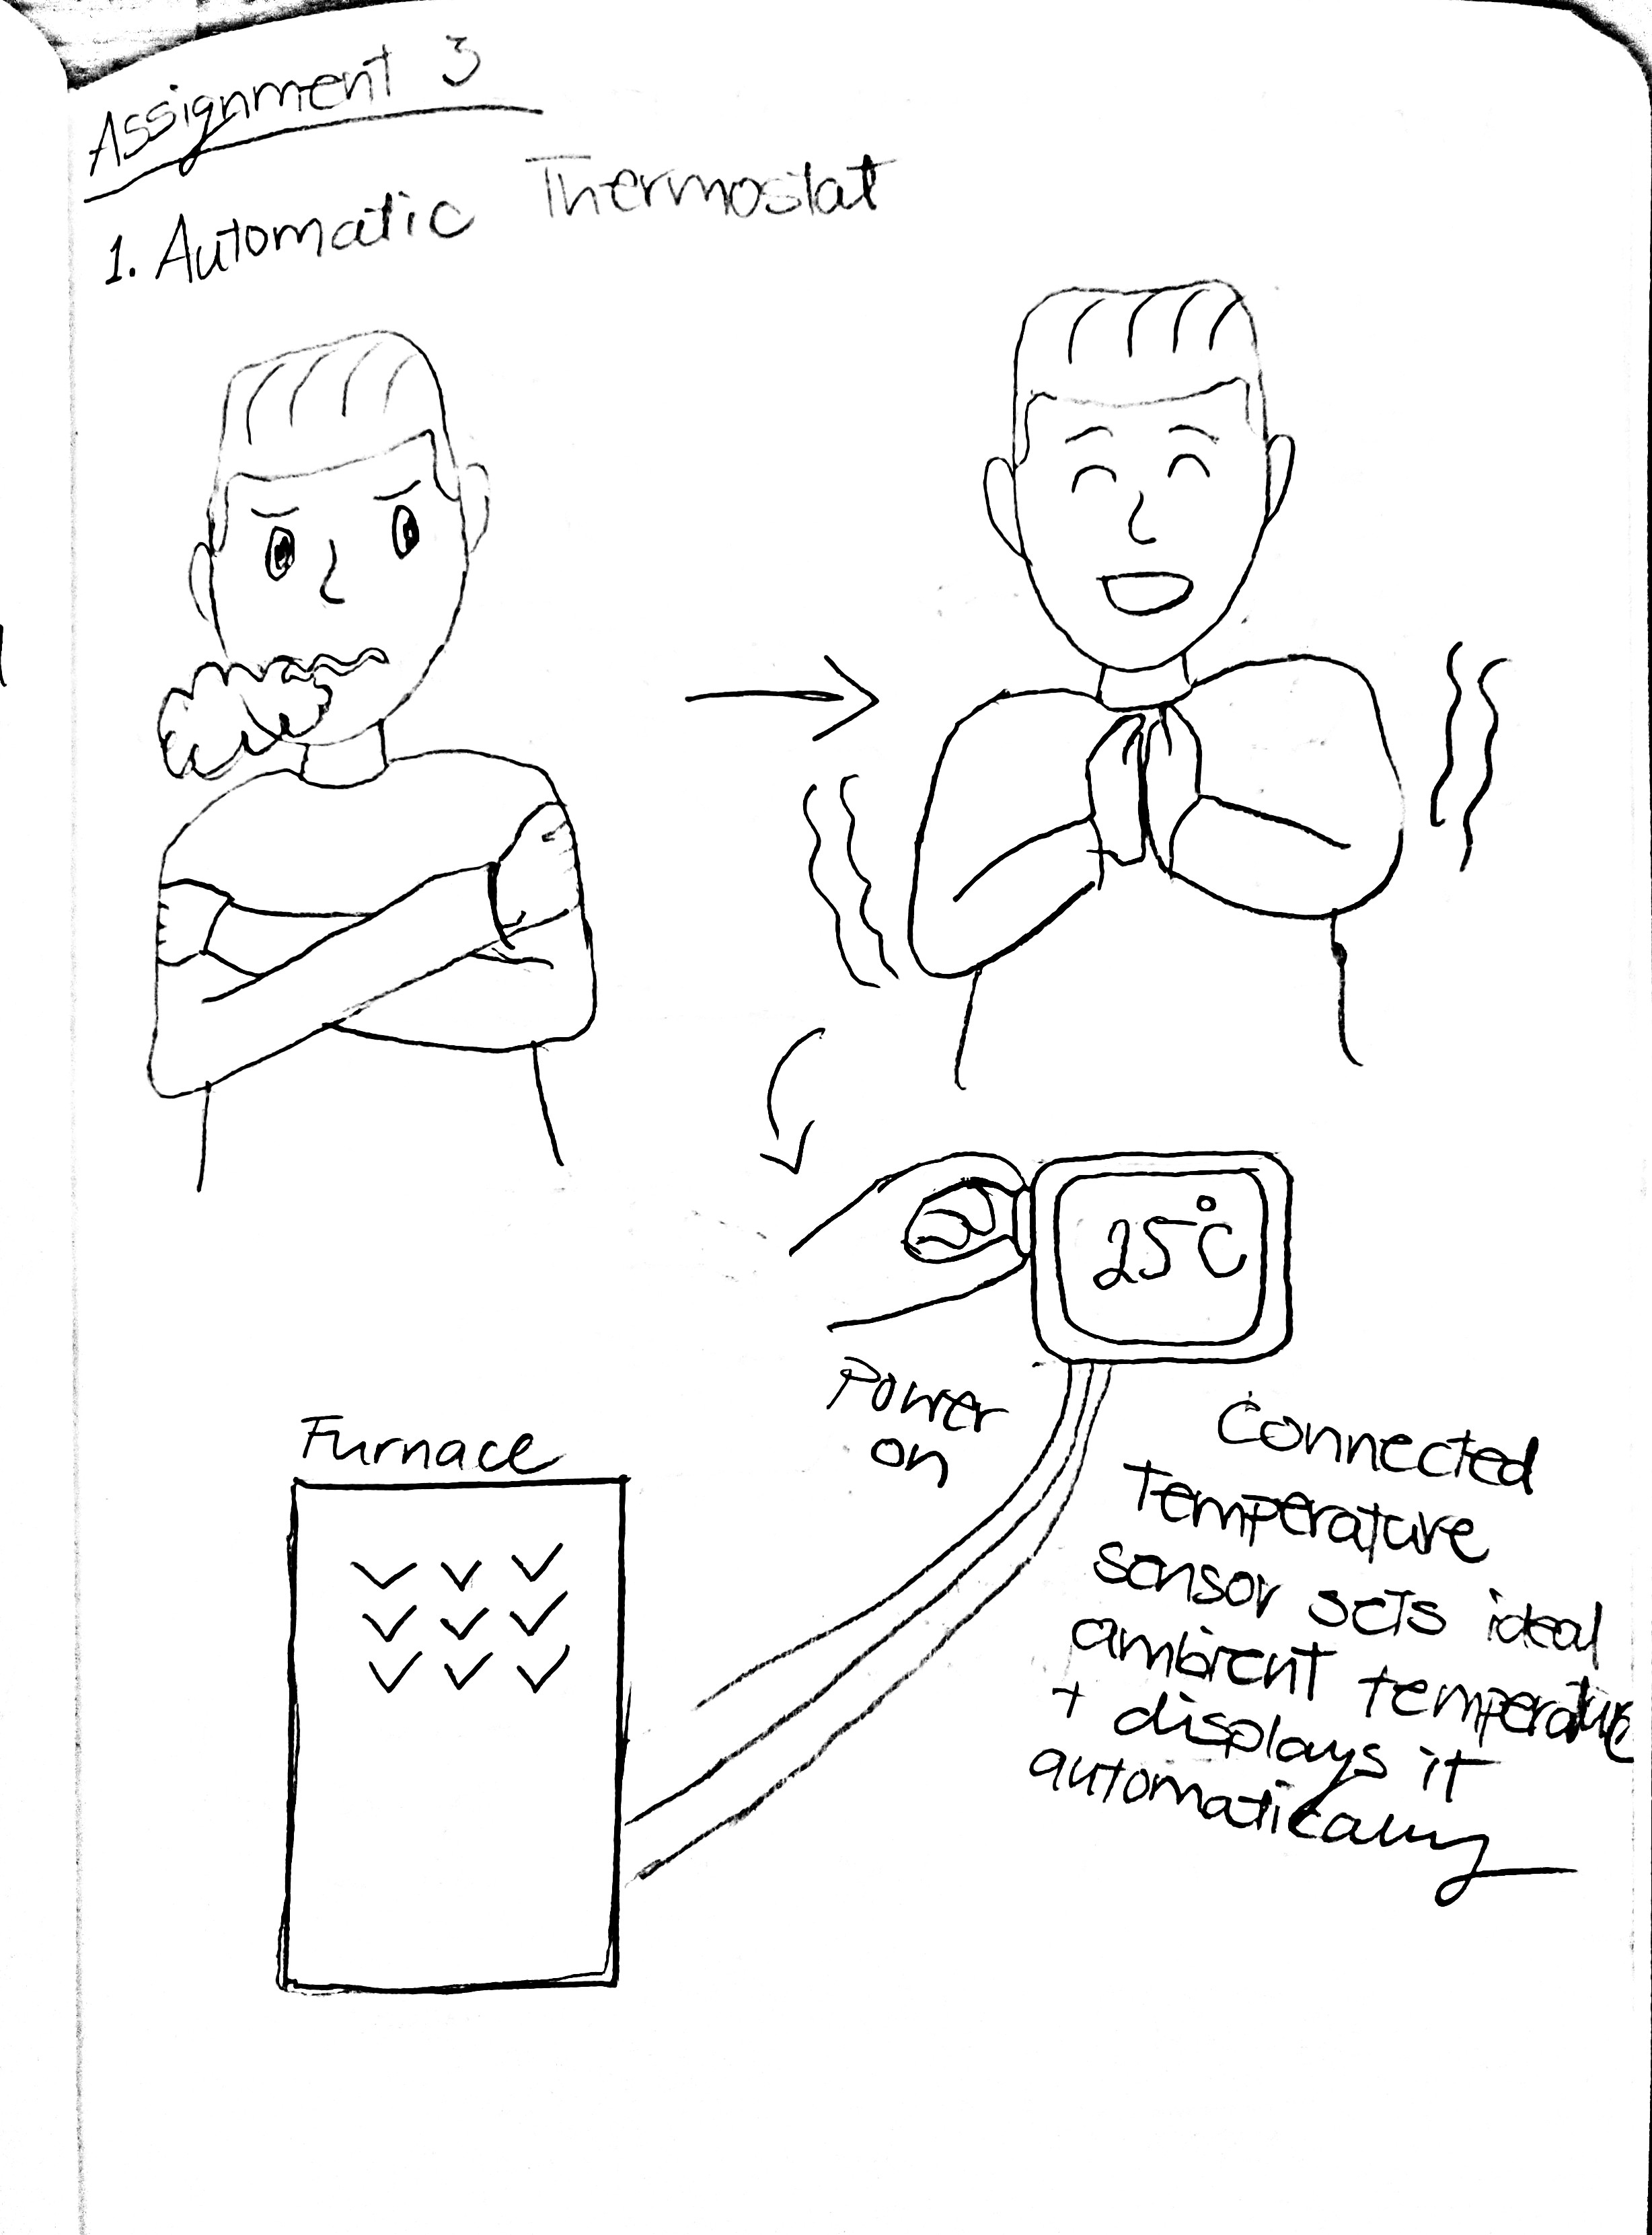 Assignment 3
1. Automatic Thermostat
25°C
Power
on
Furnace
Connected
Temperature
sensor sets ideal
ambient temperature
+ displays it
automatically